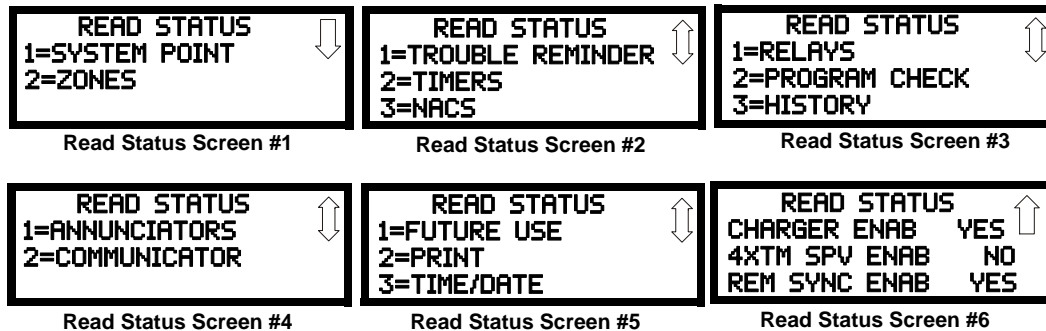 READ STATUS
1=SYSTEM POINT
2=ZONES
Read Status Screen #1
READ STATUS
1=TROUBLE REMINDER
2=TIMERS
3=NACS
Read Status Screen #2
READ STATUS
1=RELAYS
2=PROGRAM CHECK
3=HISTORY
Read Status Screen #3
READ STATUS
1=ANNUNCIATORS
2=COMMUNICATOR
Read Status Screen #4
READ STATUS
1=FUTURE USE
2=PRINT
3=TIME/DATE
Read Status Screen #5
READ STATUS
CHARGER ENAB YES
4XTM SPV ENAB NO
REM SYNC ENAB YES
Read Status Screen #6